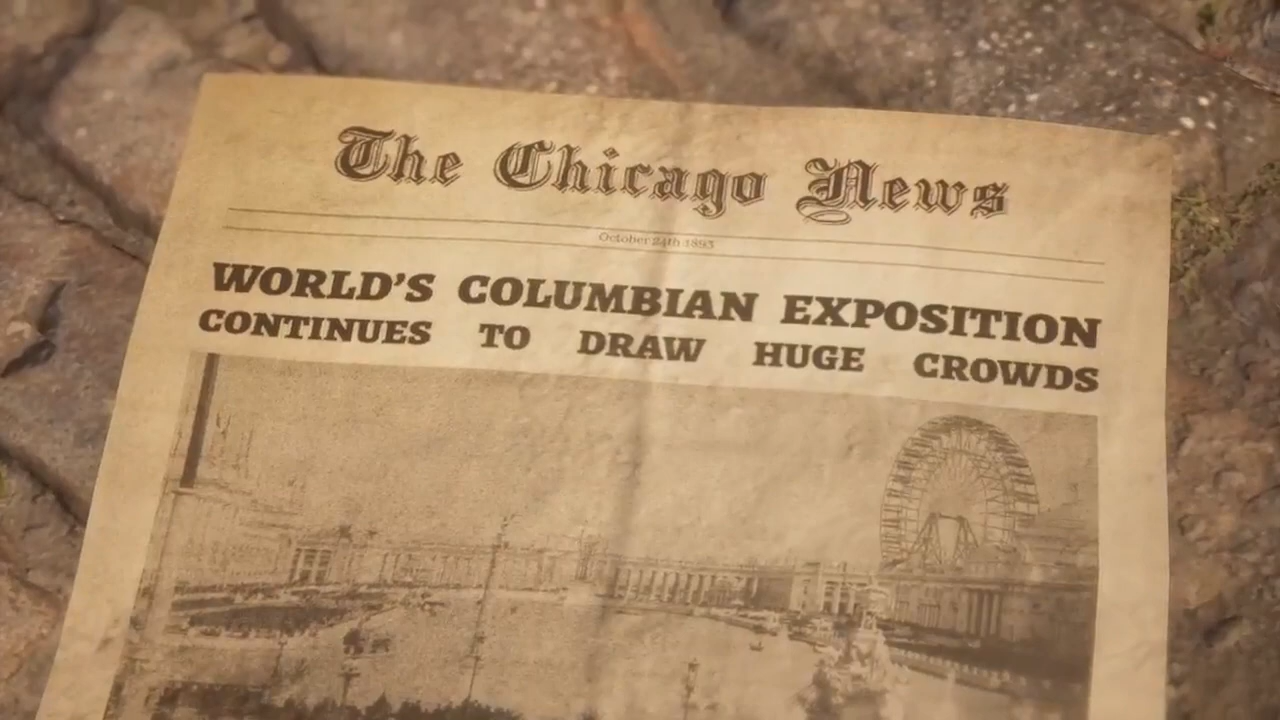 The Chicago News
October 24th 1893
WORLD'S COLUMBIAN EXPOSITION
CONTINUES TO DRAW HUGE CROWDS